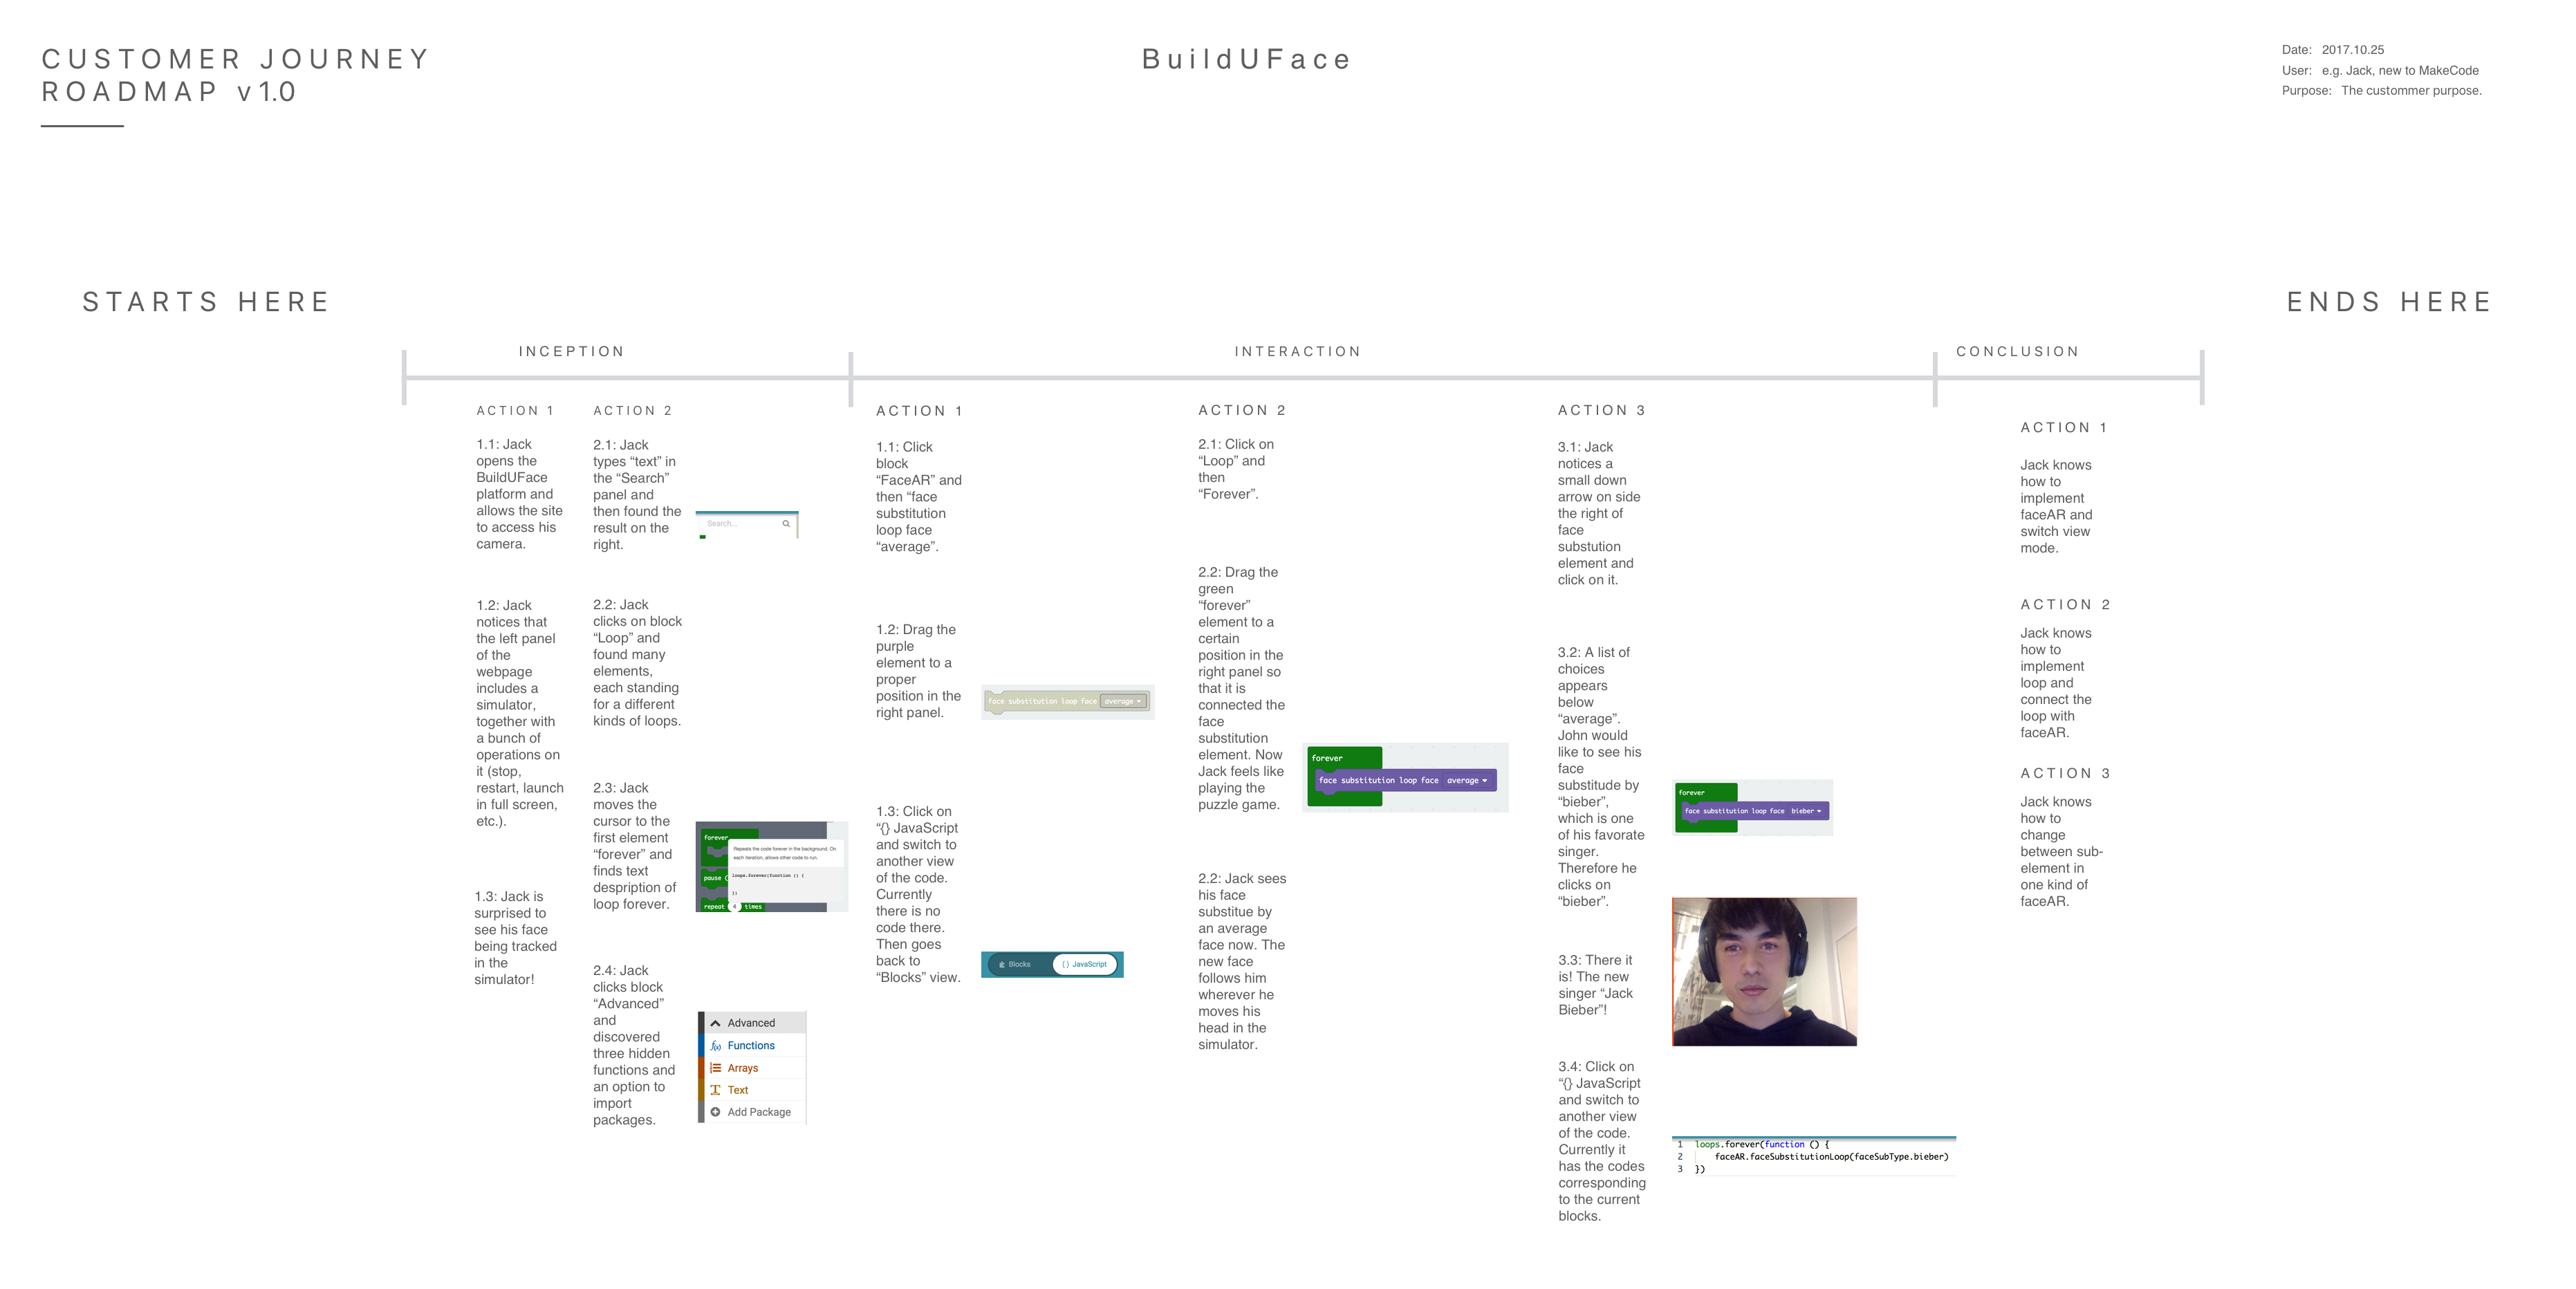 CUSTOMER JOURNEY
ROADMAP v1.0
BuildUFace
Date: 2017.10.25
User: e.g. Jack, new to MakeCode
Purpose: The custommer purpose.
STARTS HERE
ENDS HERE
INCEPTION
INTERACTION
CONCLUSION
ACTION 1
1.1: Jack
opens the
BuildUFace
platform and
allows the site
to access his
camera.
1.2: Jack
notices that
the left panel
of the
webpage
includes a
simulator,
together with
a bunch of
operations on
it (stop,
restart, launch
in full screen,
etc.).
1.3: Jack is
surprised to
see his face
being tracked
in the
simulator!
ACTION 2
2.1: Jack
types “text” in
the “Search”
panel and
then found the
result on the
right.
Search...
2.2: Jack
clicks on block
“Loop” and
found many
elements,
each standing
for a different
kinds of loops.
2.3: Jack
moves the
cursor to the
first element
“forever” and
finds text
despription of
loop forever.
forever
Repeats the code forever in the background. On
each iteration, allows other code to run.
pause (
loops.forever(function () {
})
repeat 4 times
2.4: Jack
clicks block
“Advanced”
and
discovered
three hidden
functions and
an option to
import
packages.
Advanced
f(x) Functions
Arrays
Text
Add Package
ACTION 1
1.1: Click
block
“FaceAR” and
then “face
substitution
loop face
“average”.
1.2: Drag the
purple
element to a
proper
position in the
right panel.
face substitution loop face average
1.3: Click on
“{} JavaScript
and switch to
another view
of the code.
Currently
there is no
code there.
Then goes
back to
“Blocks” view.
Blocks {} JavaScript
ACTION 2
2.1: Click on
“Loop” and
then
“Forever”.
2.2: Drag the
green
“forever”
element to a
certain
position in the
right panel so
that it is
connected the
face
substitution
element. Now
Jack feels like
playing the
puzzle game.
forever
face substitution loop face average
2.2: Jack sees
his face
substitue by
an average
face now. The
new face
follows him
wherever he
moves his
head in the
simulator.
ACTION 3
3.1: Jack
notices a
small down
arrow on side
the right of
face
substution
element and
click on it.
3.2: A list of
choices
appears
below
“average”.
John would
like to see his
face
substitude by
“bieber”,
which is one
of his favorate
singer.
Therefore he
clicks on
“bieber”.
forever
face substitution loop face bieber
3.3: There it
is! The new
singer “Jack
Bieber”!
3.4: Click on
“{} JavaScript
and switch to
another view
of the code.
Currently it
has the codes
corresponding
to the current
blocks.
1 loops.forever(function () {
2 faceAR.faceSubstitutionLoop(faceSubType.bieber)
3 })
ACTION 1
Jack knows
how to
implement
faceAR and
switch view
mode.
ACTION 2
Jack knows
how to
implement
loop and
connect the
loop with
faceAR.
ACTION 3
Jack knows
how to
change
between sub-
element in
one kind of
faceAR.